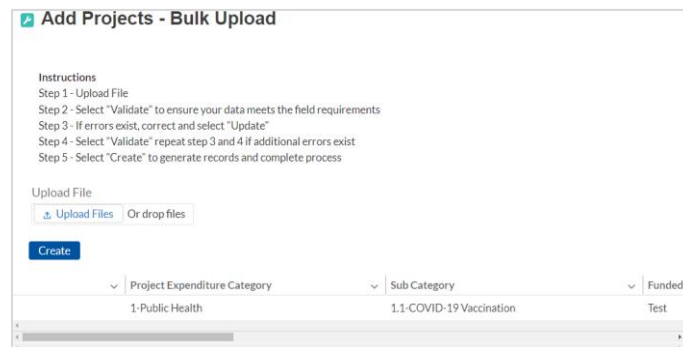 Add Projects - Bulk Upload
Instructions
Step 1 - Upload File
Step 2 - Select "Validate" to ensure your data meets the field requirements
Step 3 - If errors exist, correct and select "Update"
Step 4 - Select "Validate" repeat step 3 and 4 if additional errors exist
Step 5 - Select "Create" to generate records and complete process
Upload File
Upload Files Or drop files
Create
Project Expenditure Category Sub Category Funded
1-Public Health 1.1-COVID-19 Vaccination Test